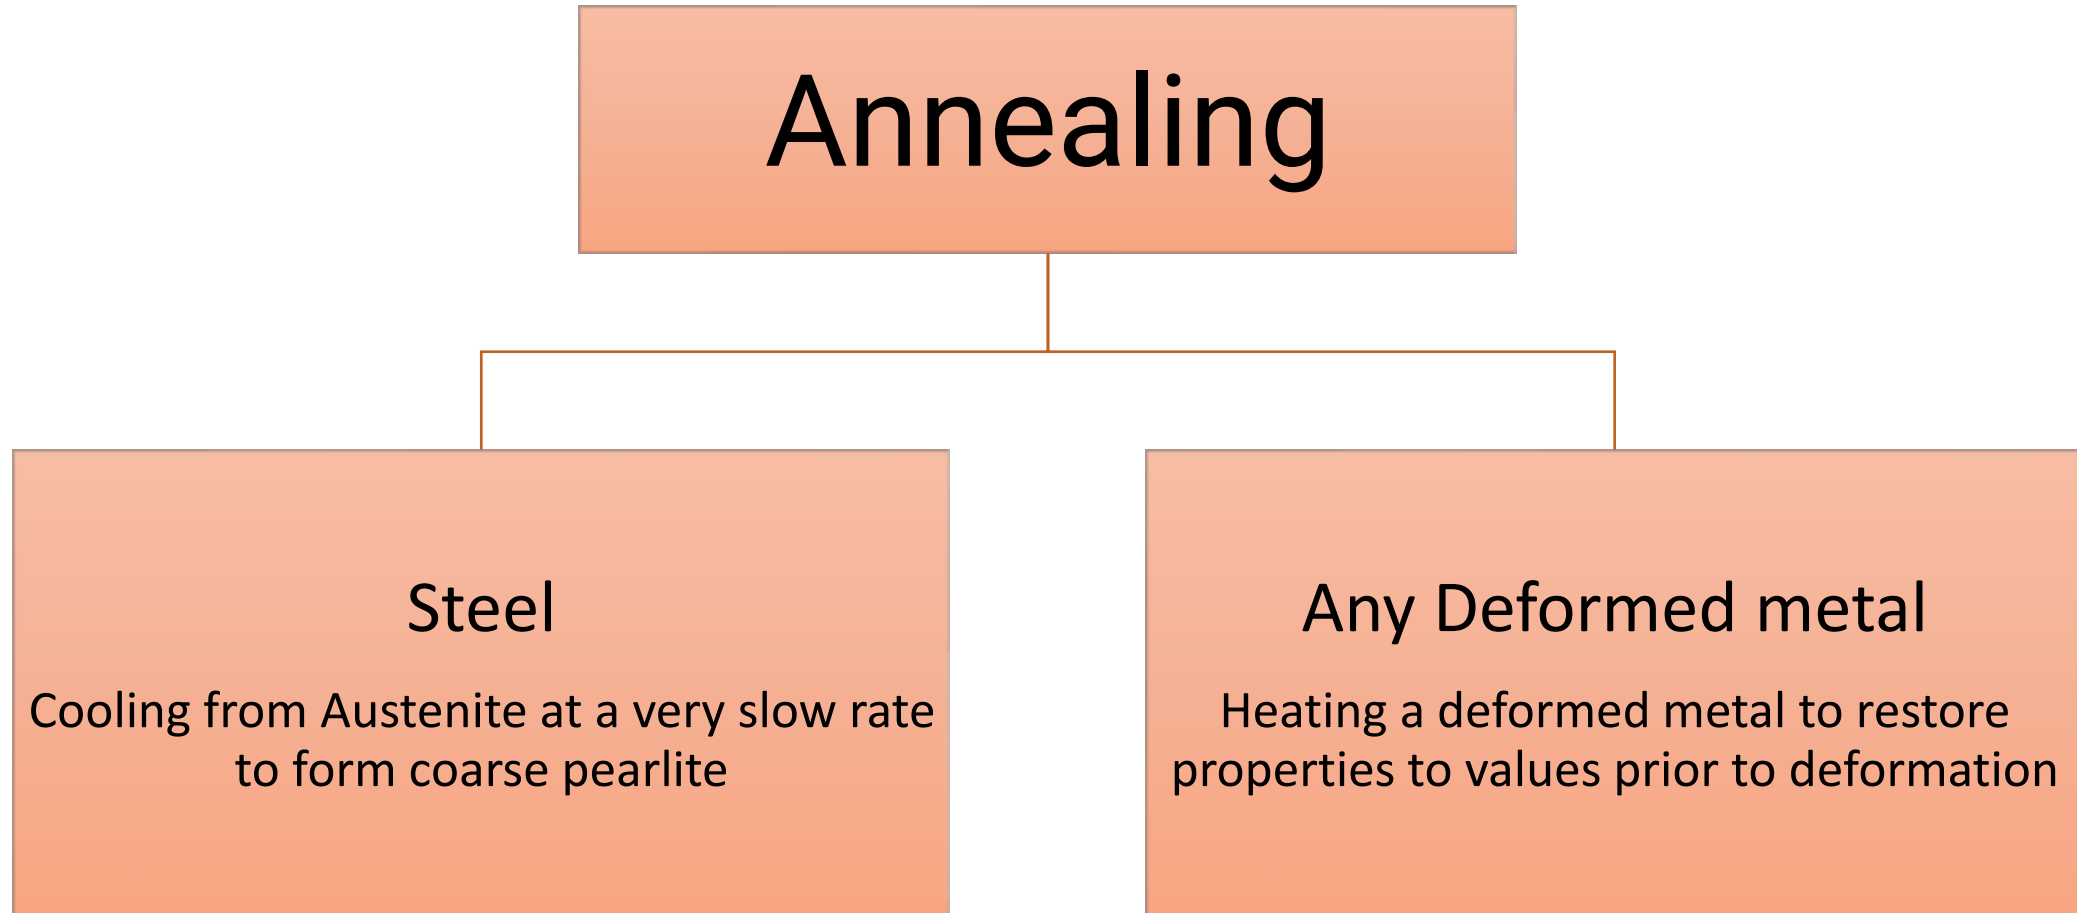 Annealing
Steel
Cooling from Austenite at a very slow rate
to form coarse pearlite
Any Deformed metal
Heating a deformed metal to restore
properties to values prior to deformation